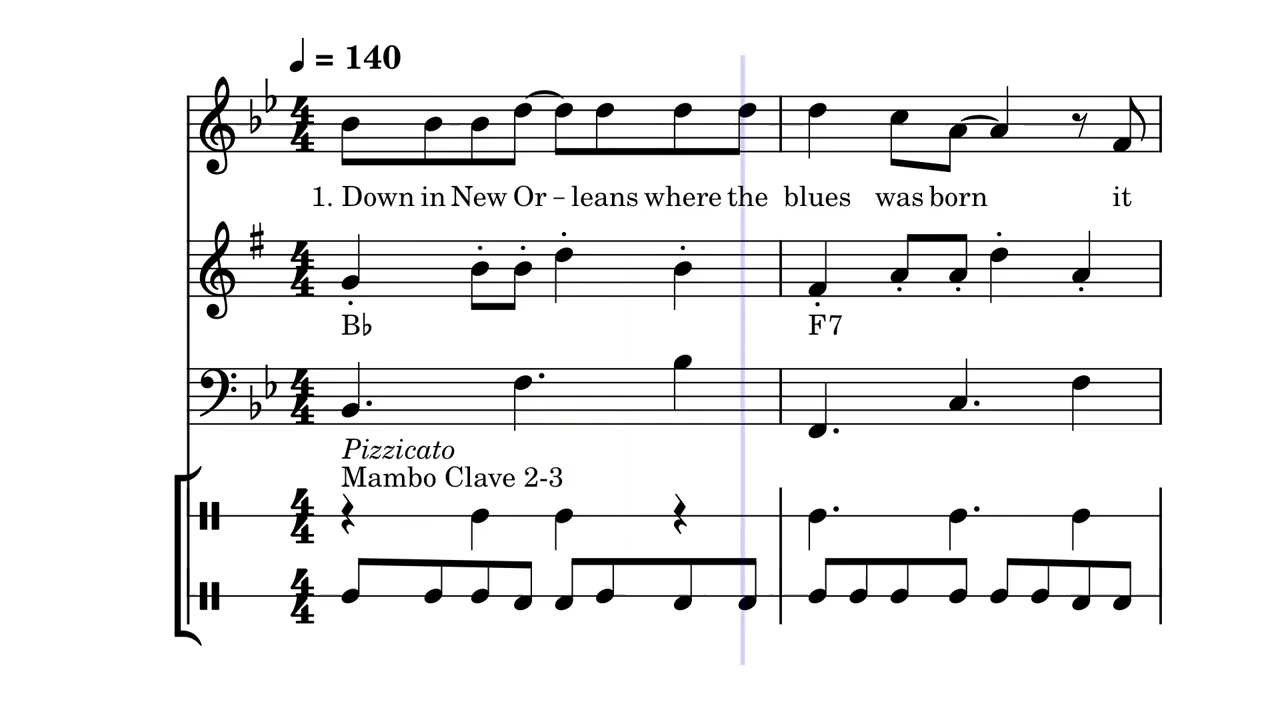 ♩ = 140
1. Down in New Or – leans where the blues was born it
B♭ F7
Pizzicato
Mambo Clave 2-3